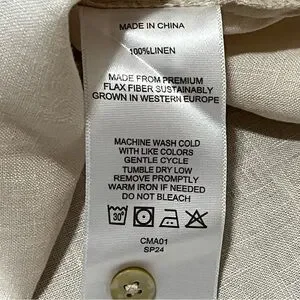 MADE IN CHINA
100%LINEN
MADE FROM PREMIUM
FLAX FIBER SUSTAINABLY
GROWN IN WESTERN EUROPE
MACHINE WASH COLD
WITH LIKE COLORS
GENTLE CYCLE
TUMBLE DRY LOW
REMOVE PROMPTLY
WARM IRON IF NEEDED
DO NOT BLEACH
30°
CMA01
SP24